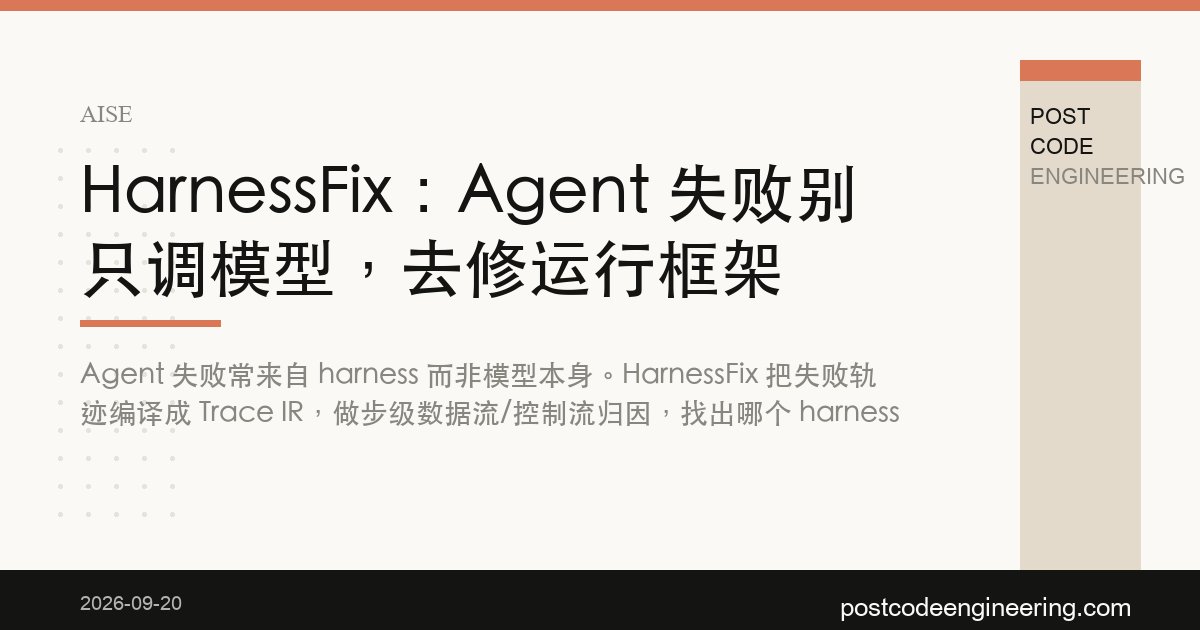 AISE
HarnessFix：Agent 失败别
只调模型，去修运行框架
Agent 失败常来自 harness 而非模型本身。HarnessFix 把失败轨
迹编译成 Trace IR，做步级数据流/控制流归因，找出哪个 harness
POST
CODE
ENGINEERING
2026-09-20
postcodeengineering.com